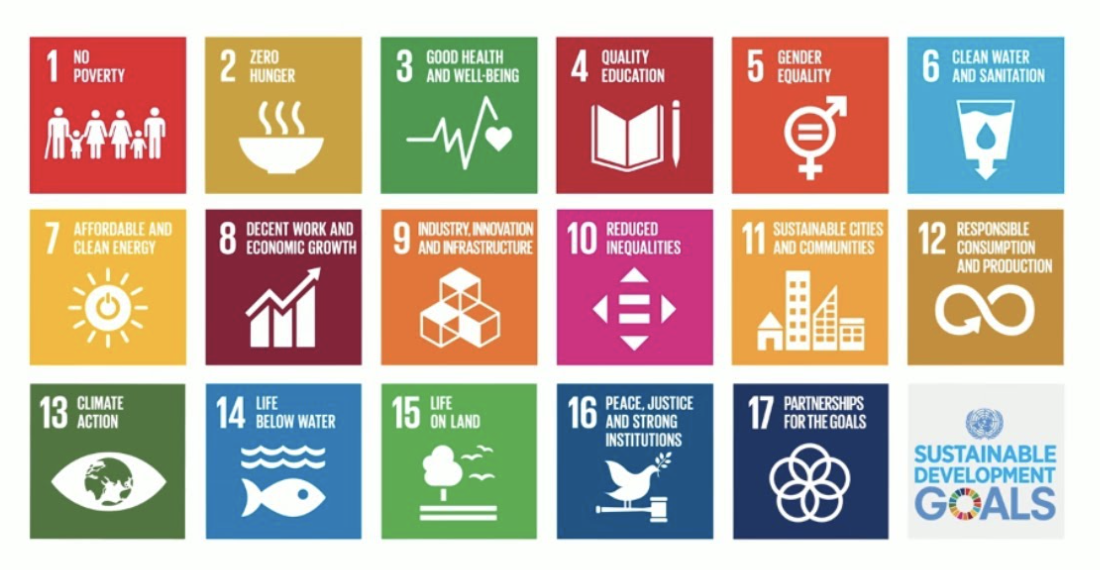 1 NO
POVERTY
2 ZERO
HUNGER
3 GOOD HEALTH
AND WELL-BEING
4 QUALITY
EDUCATION
5 GENDER
EQUALITY
6 CLEAN WATER
AND SANITATION
7 AFFORDABLE AND
CLEAN ENERGY
8 DECENT WORK AND
ECONOMIC GROWTH
9 INDUSTRY, INNOVATION
AND INFRASTRUCTURE
10 REDUCED
INEQUALITIES
11 SUSTAINABLE CITIES
AND COMMUNITIES
12 RESPONSIBLE
CONSUMPTION
AND PRODUCTION
13 CLIMATE
ACTION
14 LIFE
BELOW WATER
15 LIFE
ON LAND
16 PEACE, JUSTICE
AND STRONG
INSTITUTIONS
17 PARTNERSHIPS
FOR THE GOALS
SUSTAINABLE
DEVELOPMENT
GOALS